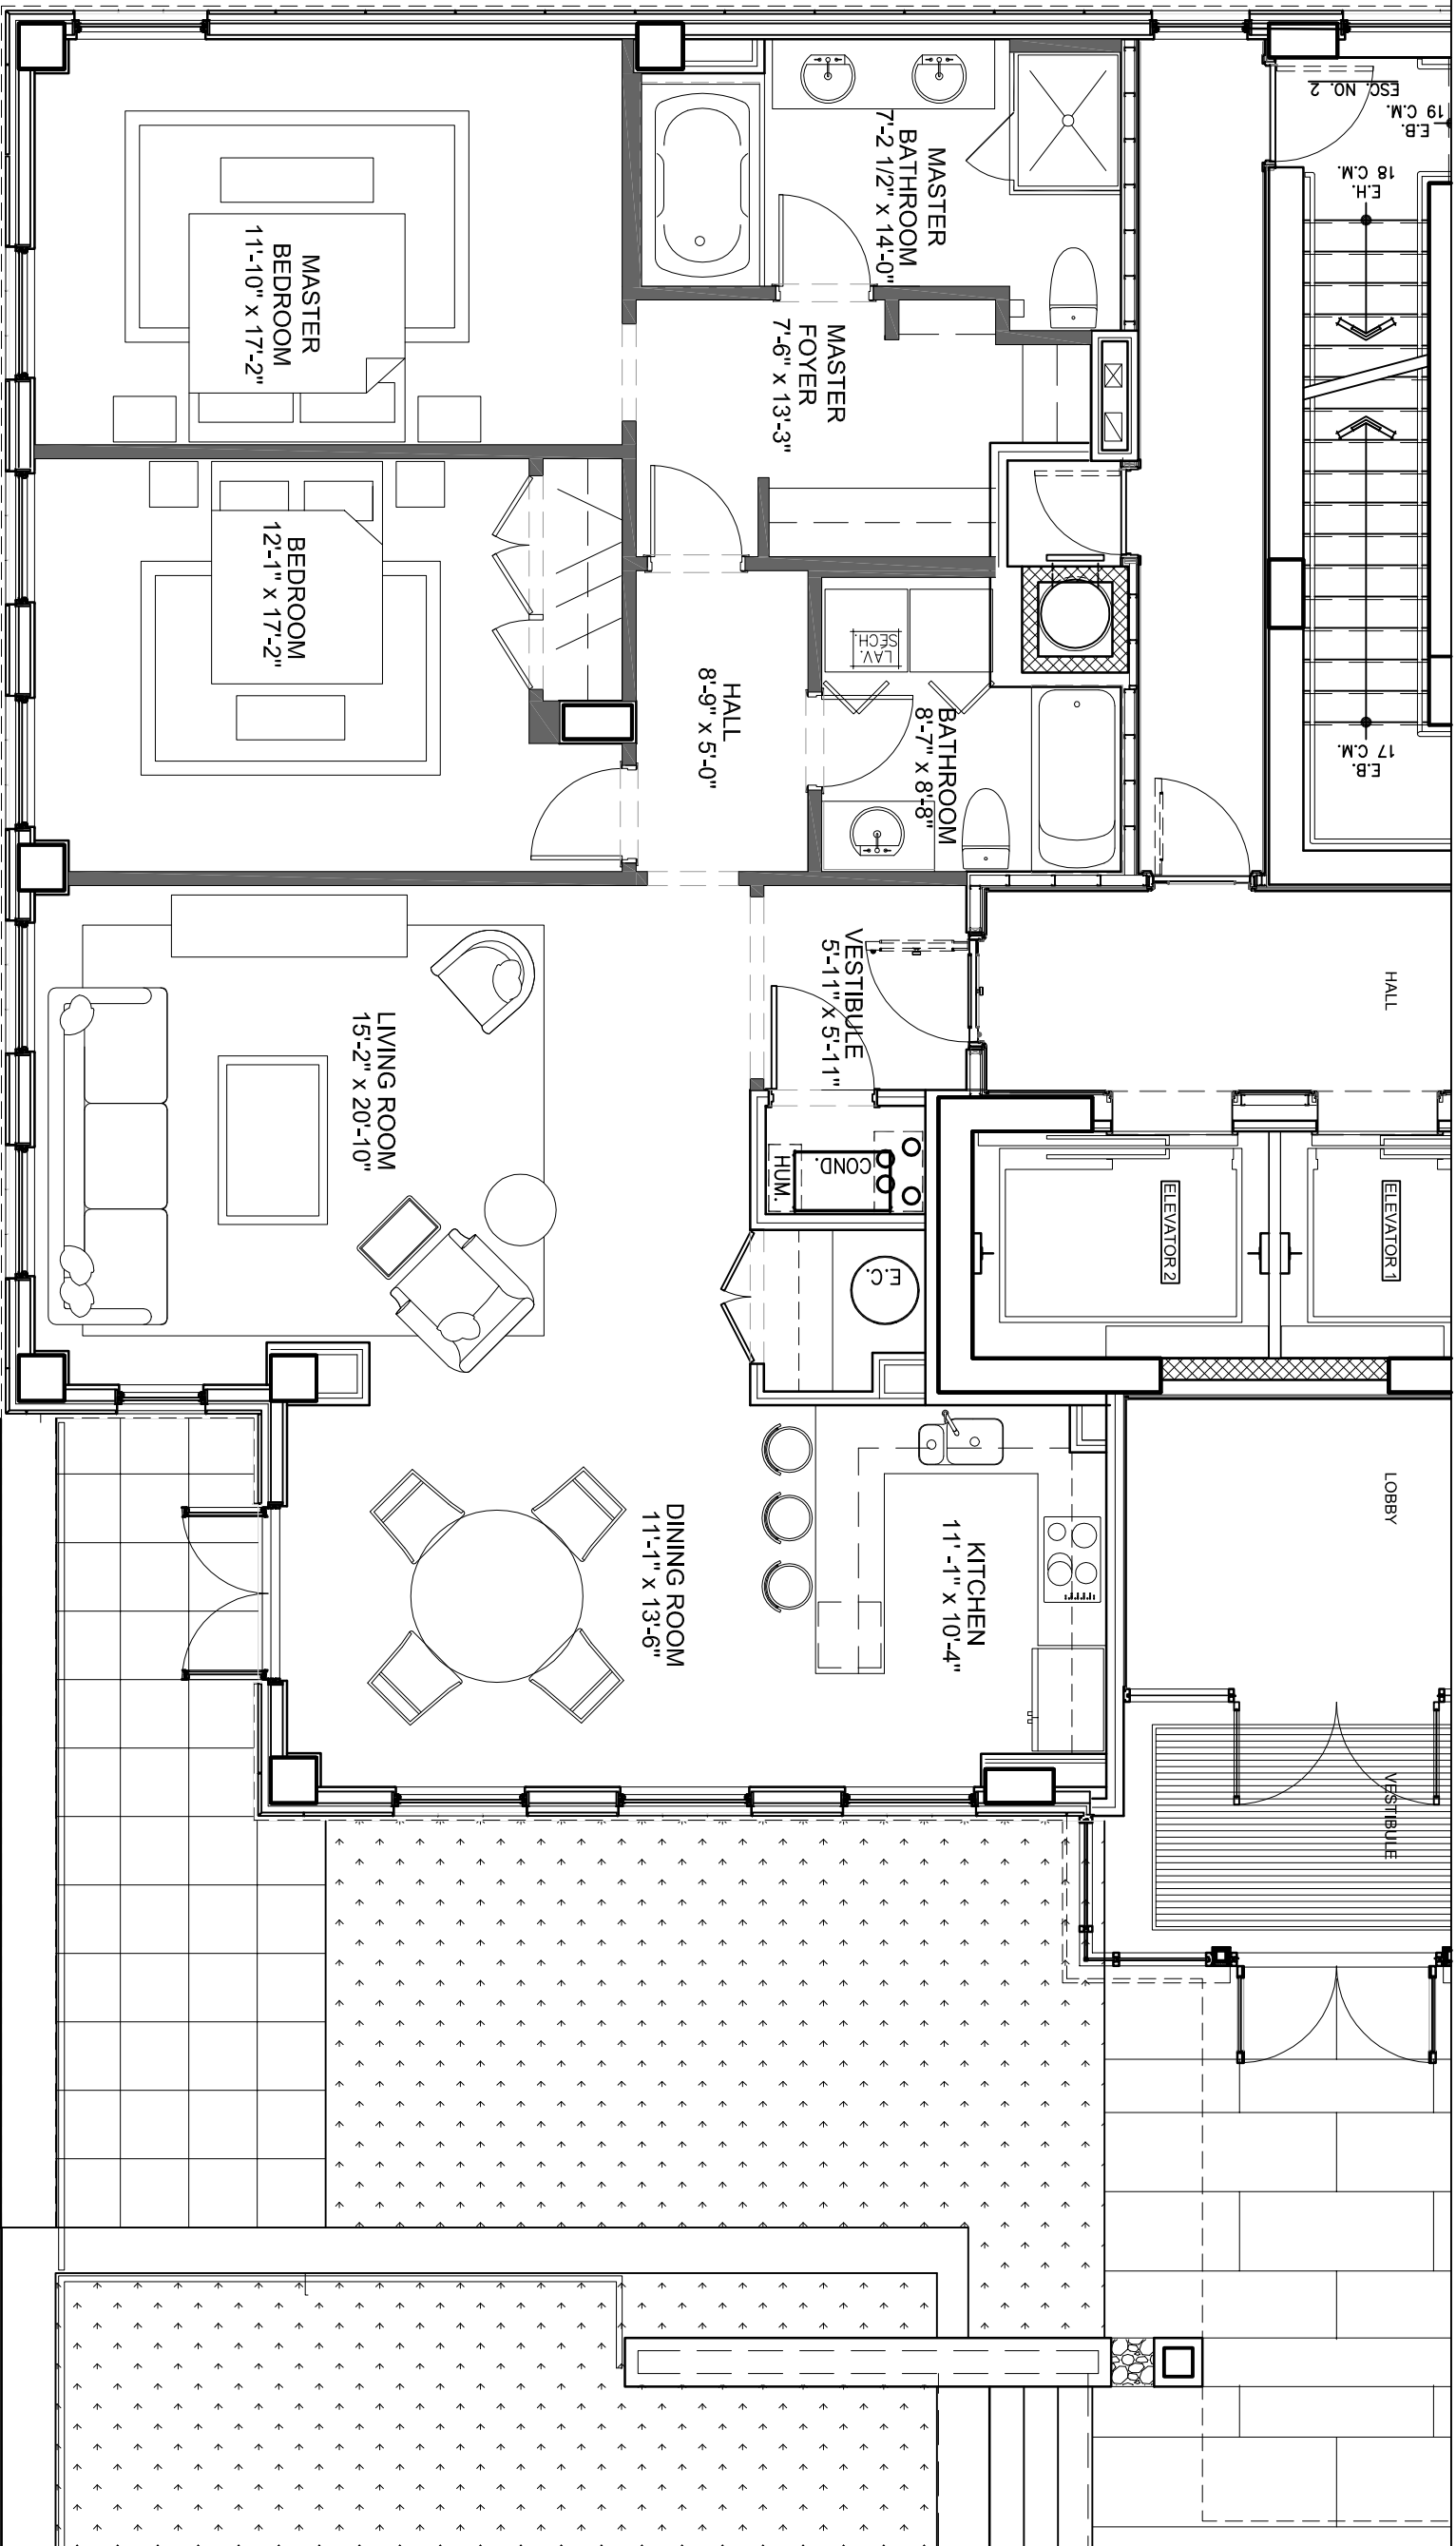 ESC. NO. 2
E.B.
19 C.M.
E.H.
18 C.M.
E.B.
17 C.M.
MASTER
BATHROOM
7'-2 1/2" x 14'-0"
MASTER
BEDROOM
11'-10" x 17'-2"
MASTER
FOYER
7'-6" x 13'-3"
BEDROOM
12'-1" x 17'-2"
LAV.
SÉCH.
HALL
8'-9" x 5'-0"
BATHROOM
8'-7" x 8'-8"
VESTIBULE
5'-11" x 5'-11"
HALL
LIVING ROOM
15'-2" x 20'-10"
COND.
HUM.
E.C.
ELEVATOR 2
ELEVATOR 1
DINING ROOM
11'-1" x 13'-6"
KITCHEN
11' -1" x 10'-4"
LOBBY
VESTIBULE